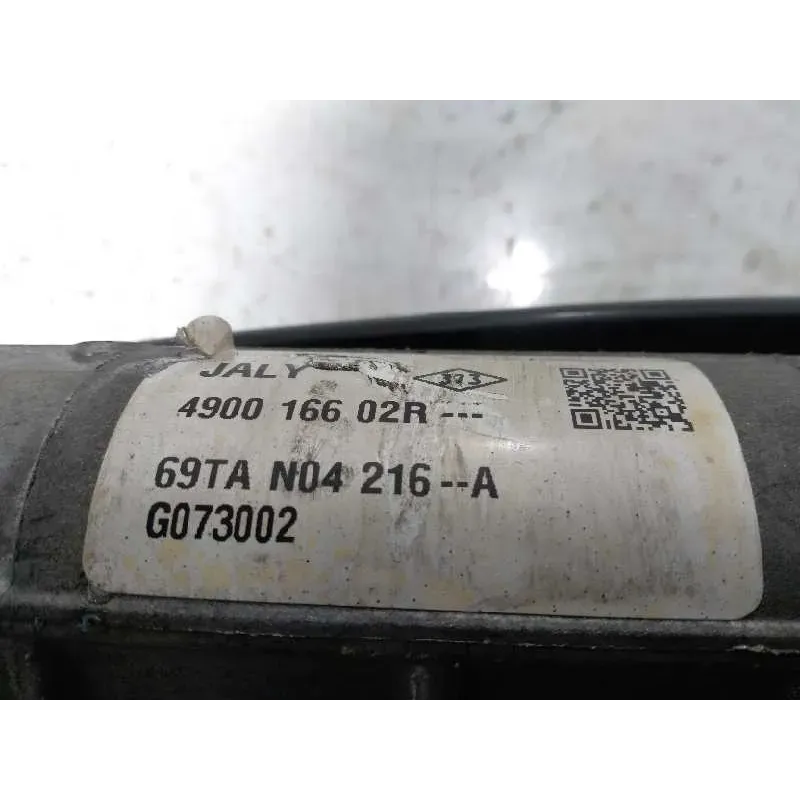 JALY
4900 166 02R ---
69TA N04 216--A
G073002